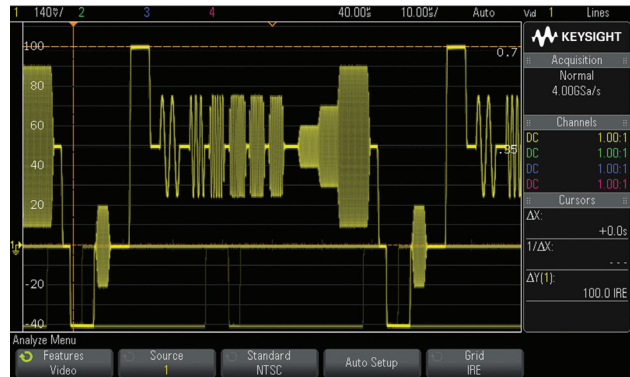 1 140♉/ 2 3 4 40.00s 10.00s/ Auto Vid 1 Lines
KEYSIGHT
Acquisition
Normal
4.00GSa/s
Channels
DC 1.00:1
DC 1.00:1
DC 1.00:1
DC 1.00:1
Cursors
ΔX:
+0.0s
1/ΔX:
---
ΔY(1):
100.0 IRE
100
0.7
80
60
.35
40
20
-20
-40
Analyze Menu
Features
Video
Source
1
Standard
NTSC
Auto Setup
Grid
IRE